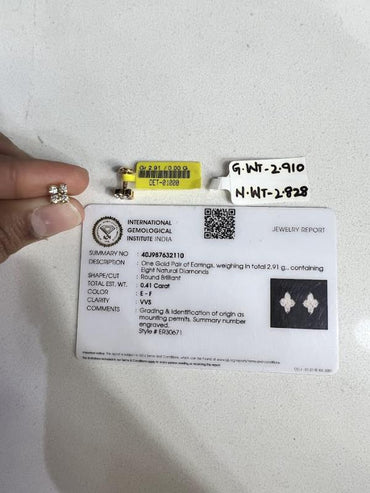 Gr 2.91 / 0.00 G
DET-01000
G.WT-2.910
N.WT-2.828
INTERNATIONAL
GEMOLOGICAL
INSTITUTE INDIA
JEWELRY REPORT
SUMMARY NO 40J957632110
DESCRIPTION One Gold Pair of Earrings, weighing in total 2.91 g., containing
Eight Natural Diamonds
SHAPE/CUT Round Brilliant
TOTAL EST. WT. 0.41 Carat
COLOR E - F
CLARITY VVS
COMMENTS Grading & Identification of origin as
mounting permits. Summary number
engraved.
Style # ER30671